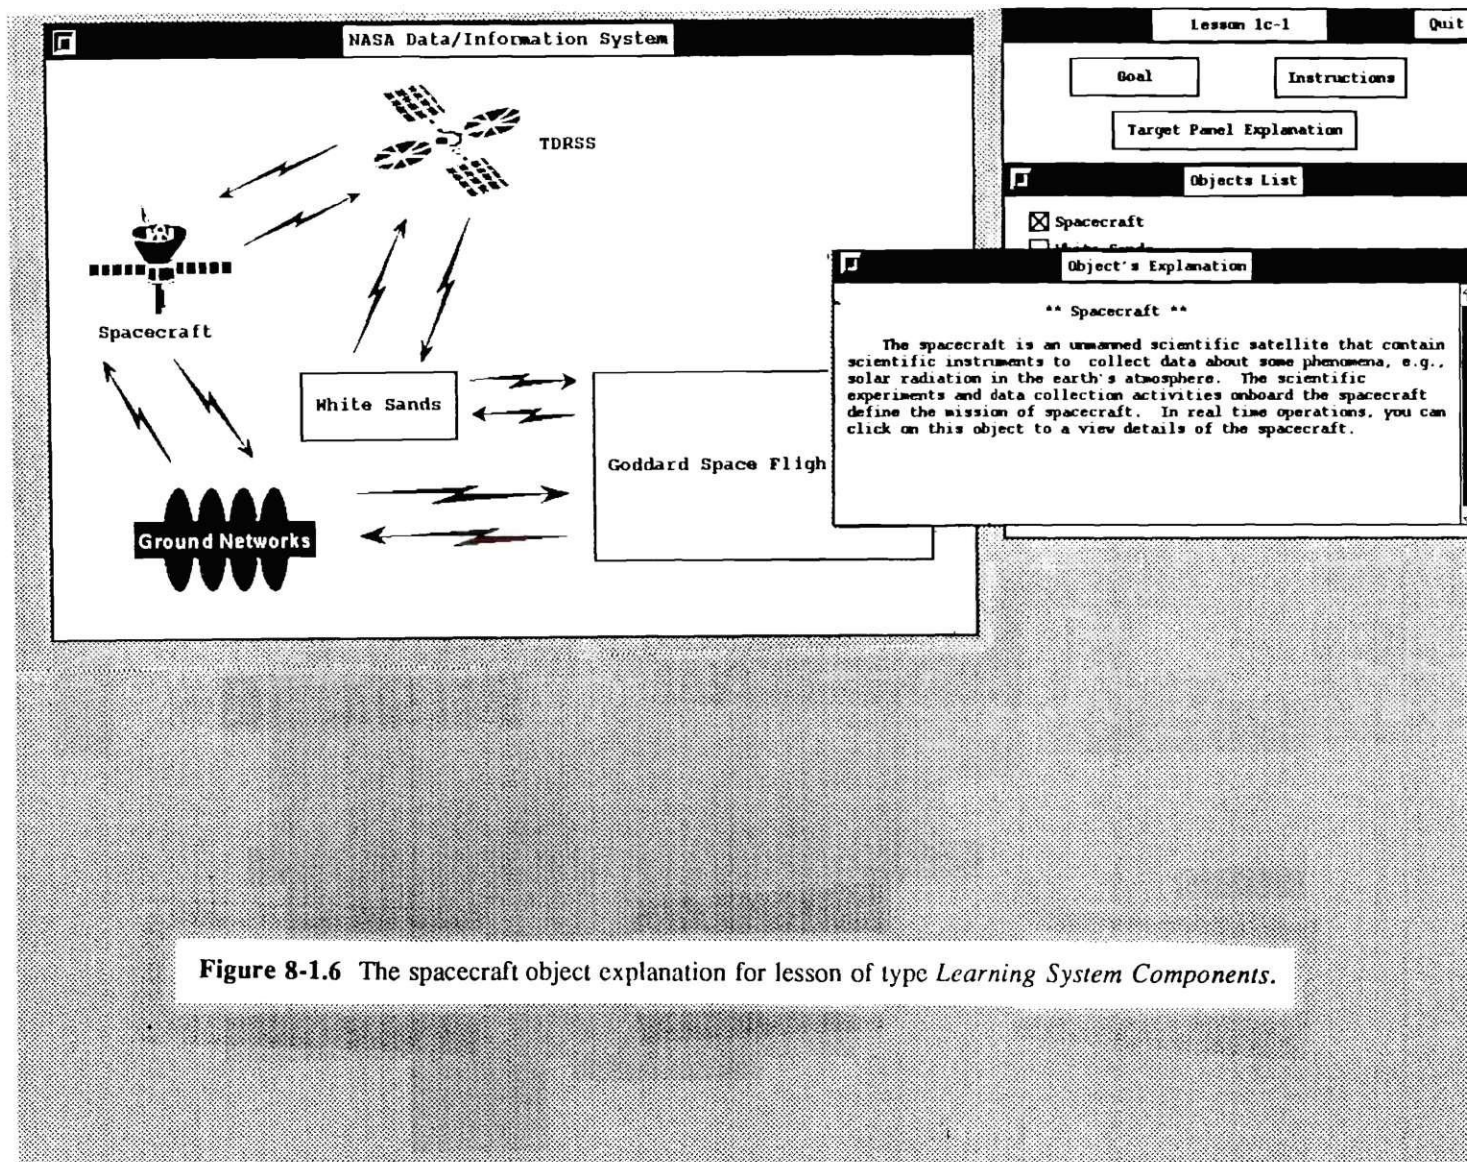 NASA Data/Information System
TDRSS
Spacecraft
White Sands
Goddard Space Fligh
Ground Networks
Lesson 1c-1
Quit
Goal
Instructions
Target Panel Explanation
Objects List
Spacecraft
White Sands
Object's Explanation
** Spacecraft **
The spacecraft is an unmanned scientific satellite that contain
scientific instruments to collect data about some phenomena, e.g.,
solar radiation in the earth's atmosphere. The scientific
experiments and data collection activities onboard the spacecraft
define the mission of spacecraft. In real time operations, you can
click on this object to a view details of the spacecraft.
Figure 8-1.6 The spacecraft object explanation for lesson of type Learning System Components.